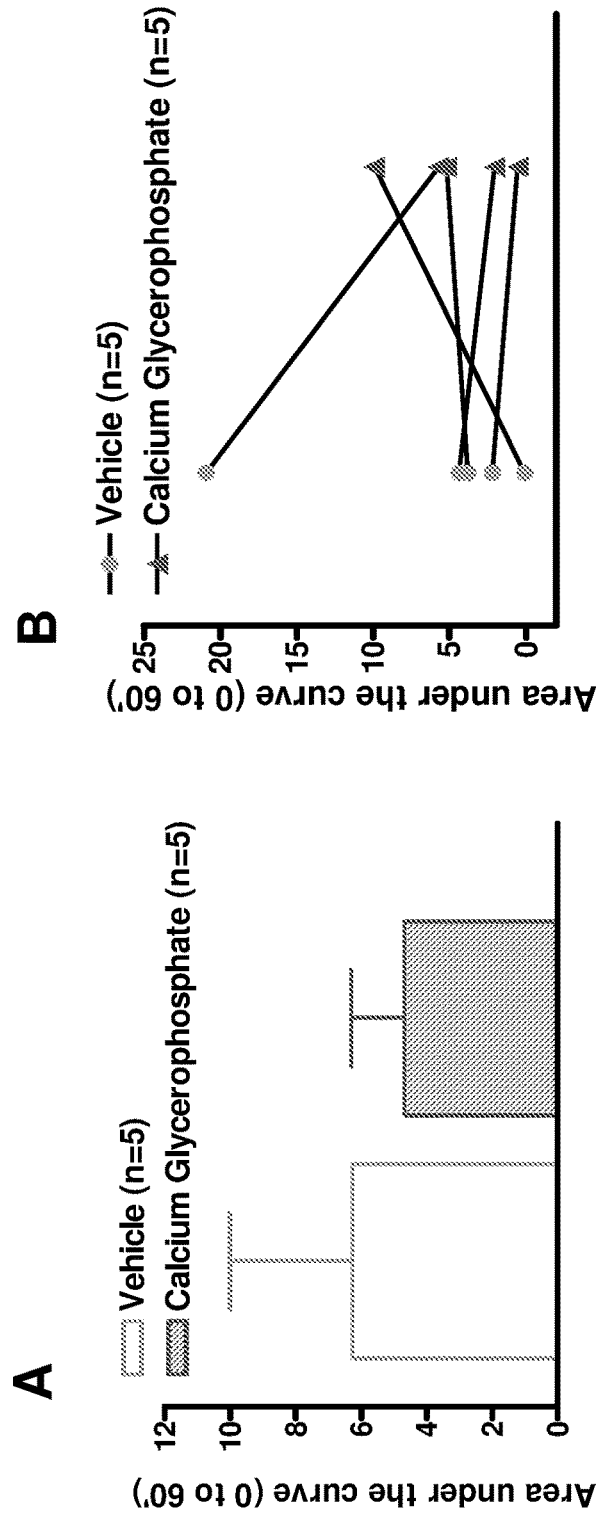 A
Vehicle (n=5)
Calcium Glycerophosphate (n=5)
Area under the curve (0 to 60')
12
10
8
6
4
2
0
B
Vehicle (n=5)
Calcium Glycerophosphate (n=5)
Area under the curve (0 to 60')
25
20
15
10
5
0